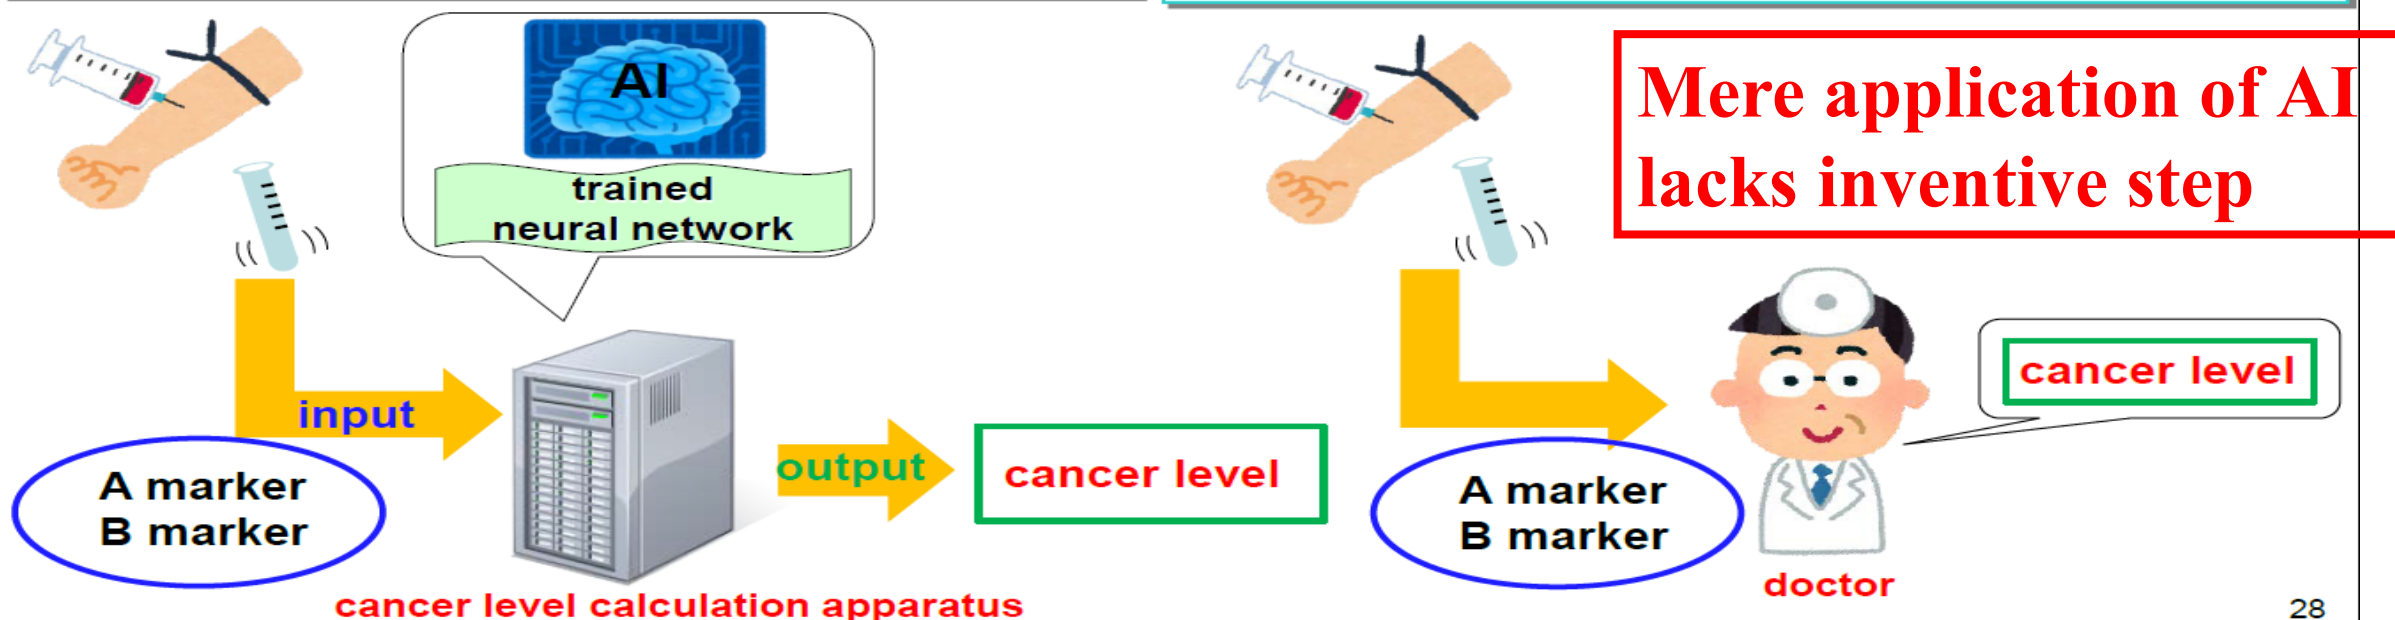 AI
trained
neural network
input
A marker
B marker
output
cancer level
cancer level calculation apparatus
Mere application of AI
lacks inventive step
cancer level
A marker
B marker
doctor
28